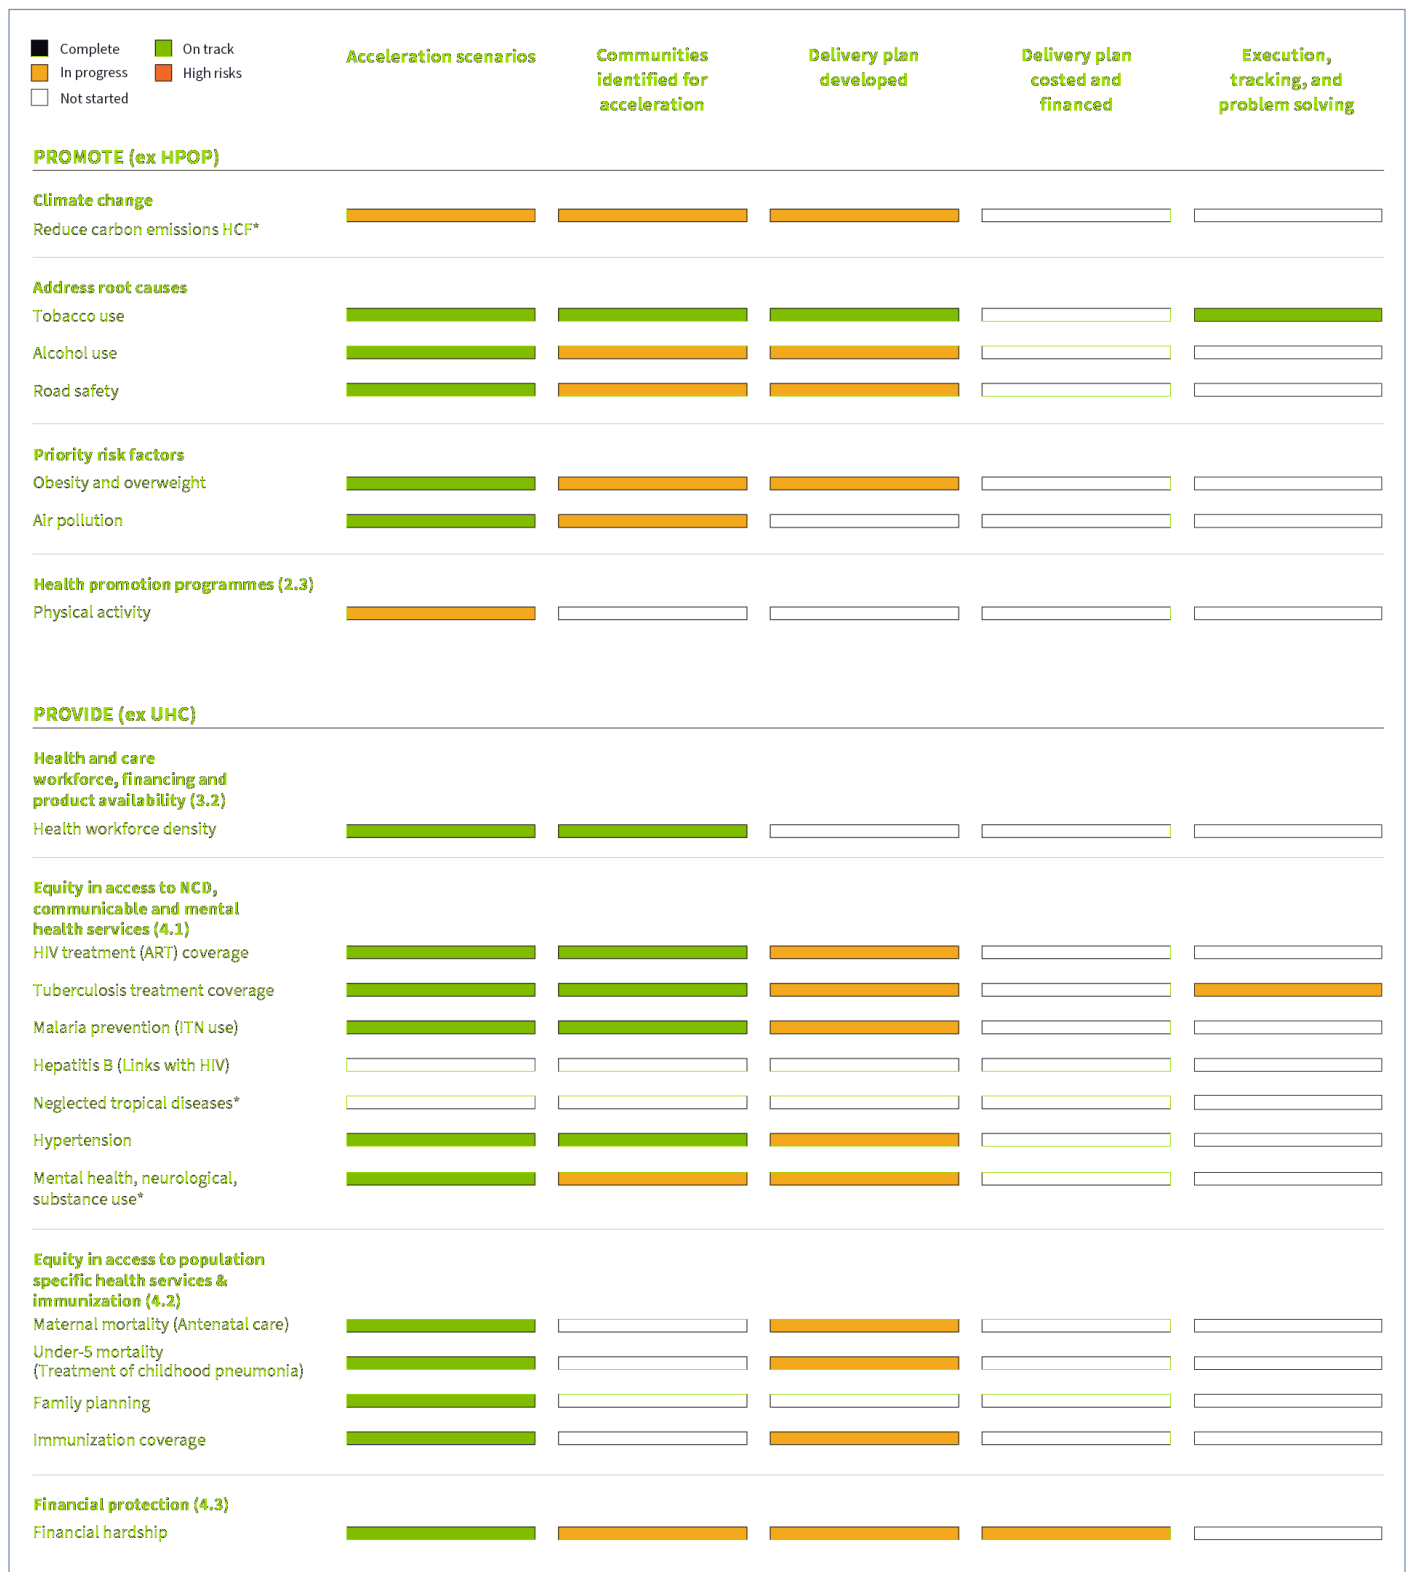 Complete
On track
In progress
High risks
Not started
Acceleration scenarios
Communities
identified for
acceleration
Delivery plan
developed
Delivery plan
costed and
financed
Execution,
tracking, and
problem solving
PROMOTE (ex HPOP)
Climate change
Reduce carbon emissions HCF*
Address root causes
Tobacco use
Alcohol use
Road safety
Priority risk factors
Obesity and overweight
Air pollution
Health promotion programmes (2.3)
Physical activity
PROVIDE (ex UHC)
Health and care
workforce, financing and
product availability (3.2)
Health workforce density
Equity in access to NCD,
communicable and mental
health services (4.1)
HIV treatment (ART) coverage
Tuberculosis treatment coverage
Malaria prevention (ITN use)
Hepatitis B (Links with HIV)
Neglected tropical diseases*
Hypertension
Mental health, neurological,
substance use*
Equity in access to population
specific health services &
immunization (4.2)
Maternal mortality (Antenatal care)
Under-5 mortality
(Treatment of childhood pneumonia)
Family planning
Immunization coverage
Financial protection (4.3)
Financial hardship